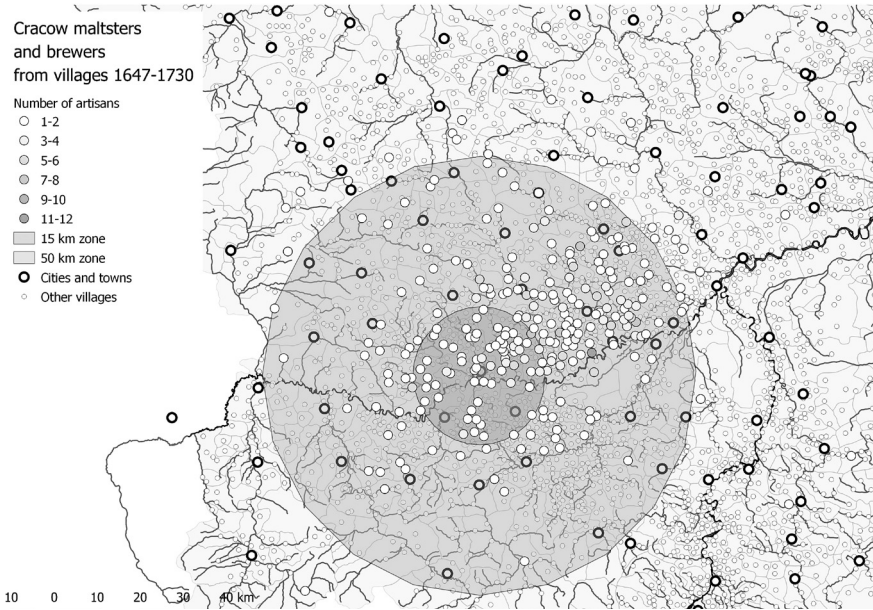 Cracow maltsters
and brewers
from villages 1647-1730
Number of artisans
1-2
3-4
5-6
7-8
9-10
11-12
15 km zone
50 km zone
Cities and towns
Other villages
10 0 10 20 30 40 km